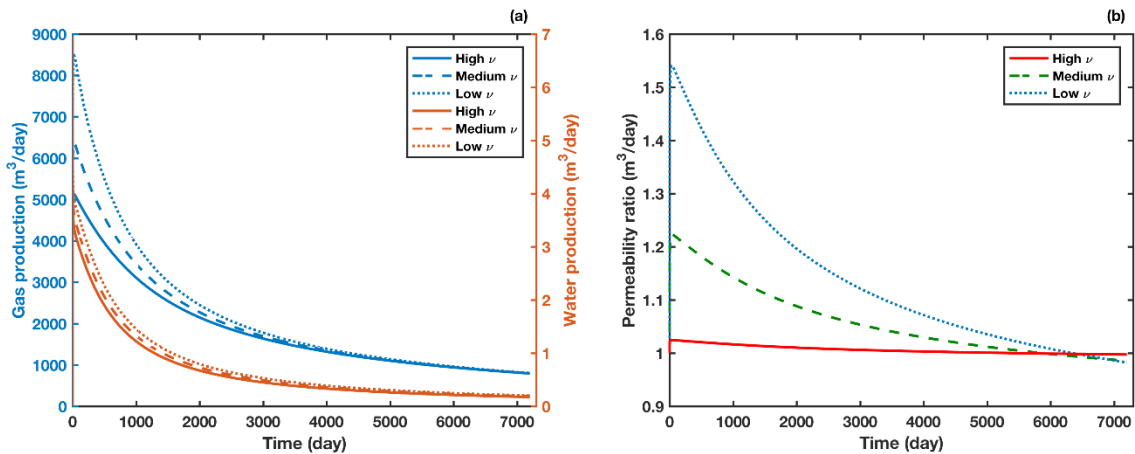 (a)
9000
8000
7000
6000
5000
4000
3000
2000
1000
0
Gas production (m³/day)
7
6
5
4
3
2
1
0
Water production (m³/day)
High ν
Medium ν
Low ν
High ν
Medium ν
Low ν
0 1000 2000 3000 4000 5000 6000 7000
Time (day)
(b)
1.6
1.5
1.4
1.3
1.2
1.1
1
0.9
Permeability ratio (m³/day)
High ν
Medium ν
Low ν
0 1000 2000 3000 4000 5000 6000 7000
Time (day)